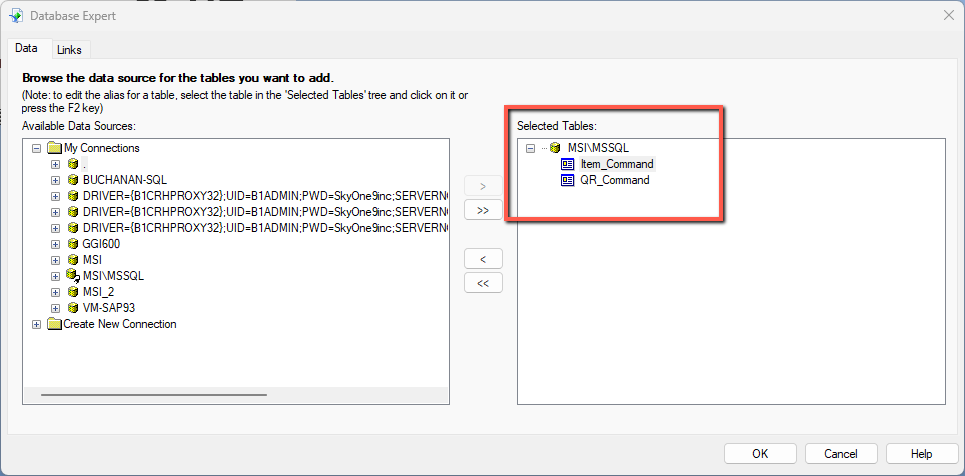 Database Expert
Data
Links
Browse the data source for the tables you want to add.
(Note: to edit the alias for a table, select the table in the 'Selected Tables' tree and click on it or
press the F2 key)
Available Data Sources:
My Connections
.
BUCHANAN-SQL
DRIVER={B1CRHPROXY32};UID=B1ADMIN;PWD=SkyOne9inc;SERVERN
DRIVER={B1CRHPROXY32};UID=B1ADMIN;PWD=SkyOne9inc;SERVERN
DRIVER={B1CRHPROXY32};UID=B1ADMIN;PWD=SkyOne9inc;SERVERN
GGI600
MSI
MSI\MSSQL
MSI_2
VM-SAP93
Create New Connection
>
>>
<
<<
Selected Tables:
MSI\MSSQL
Item_Command
QR_Command
OK
Cancel
Help